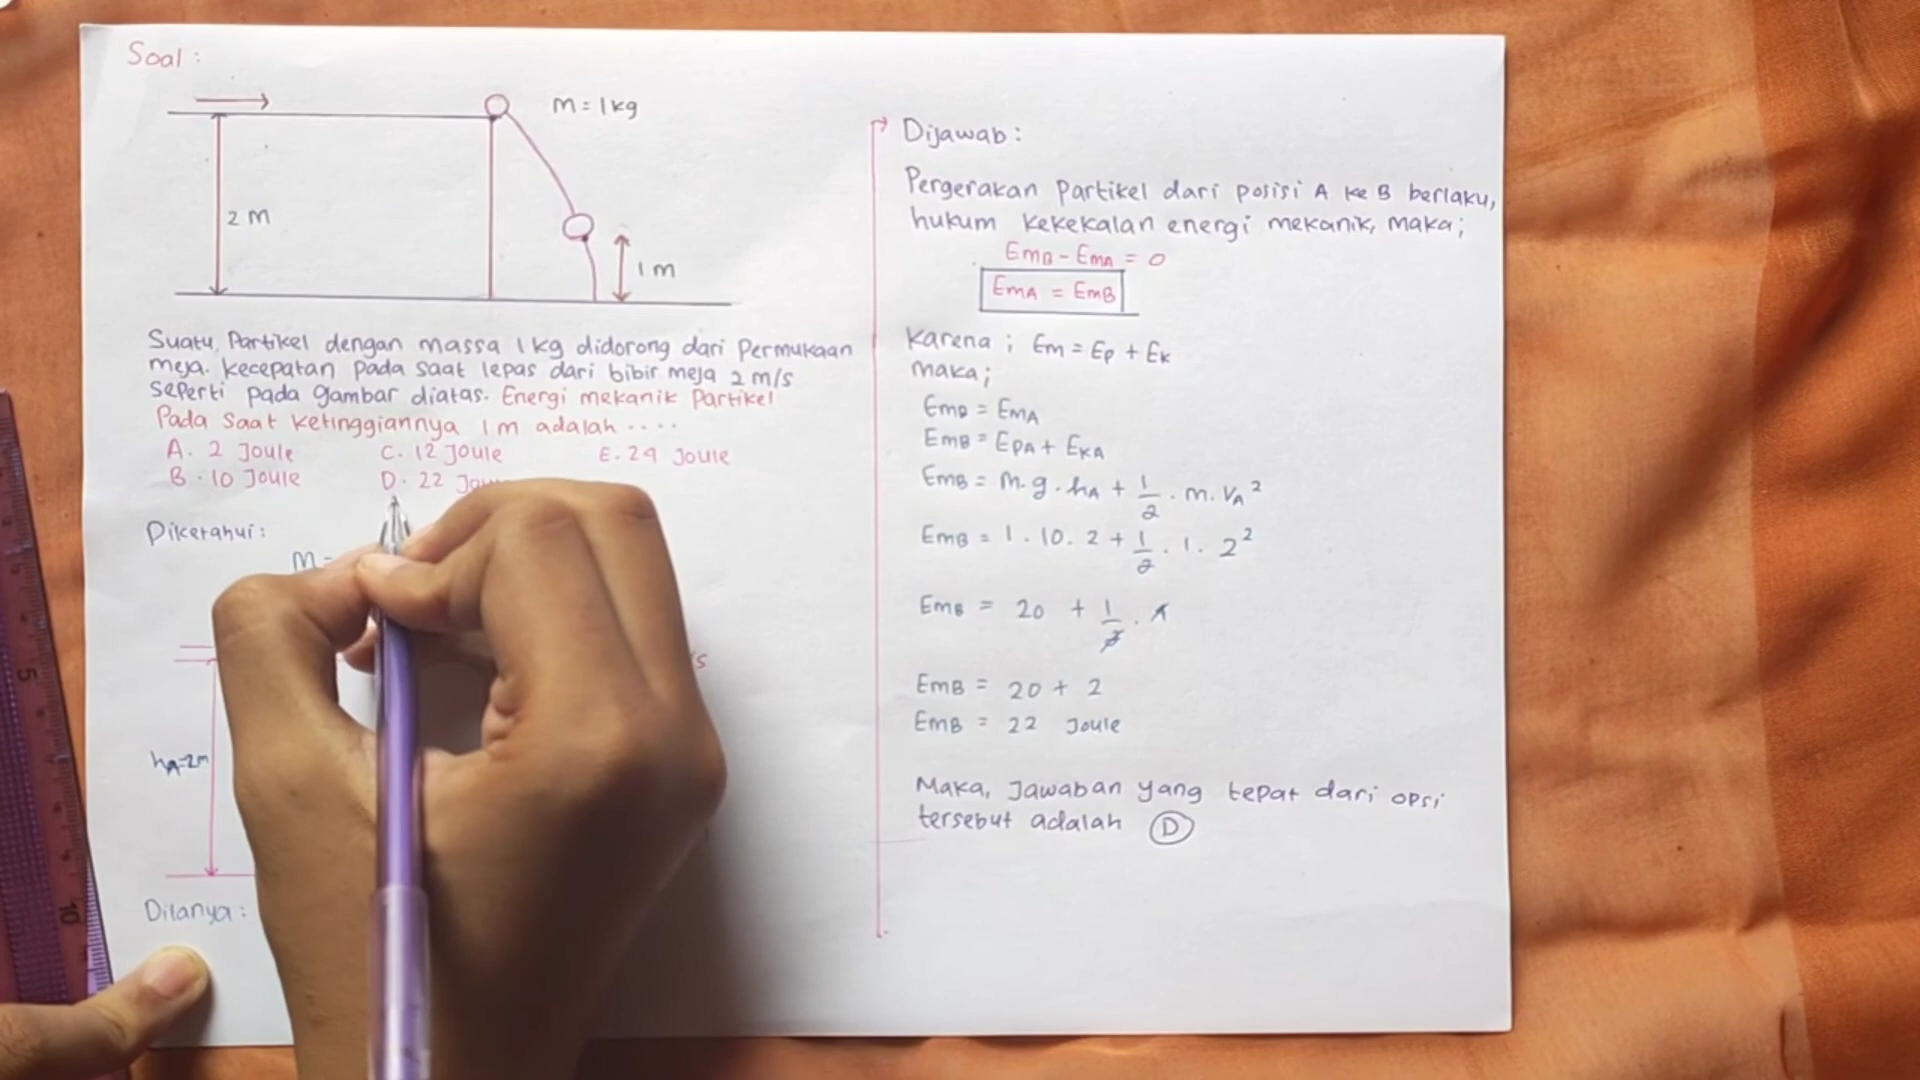 Soal :
m = 1 kg
2 m
1 m
Suatu Partikel dengan massa 1 kg didorong dari Permukaan
meja. kecepatan pada saat lepas dari bibir meja 2 m/s
seperti pada gambar diatas. Energi mekanik Partikel
Pada saat ketinggiannya 1 m adalah ....
A. 2 Joule C. 12 Joule E. 24 Joule
B. 10 Joule D. 22
Diketahui :
m =
hA = 2m
Ditanya :
Dijawab :
Pergerakan Partikel dari posisi A ke B berlaku,
hukum kekekalan energi mekanik, maka ;
EmB - EmA = 0
EmA = EmB
Karena ; Em = Ep + Ek
maka ;
EmB = EmA
EmB = EpA + EkA
EmB = m . g . hA + 1/2 . m . VA²
EmB = 1 . 10 . 2 + 1/2 . 1 . 2²
EmB = 20 + 1/2 . 4
EmB = 20 + 2
EmB = 22 Joule
Maka, Jawaban yang tepat dari opsi
tersebut adalah D
5
10